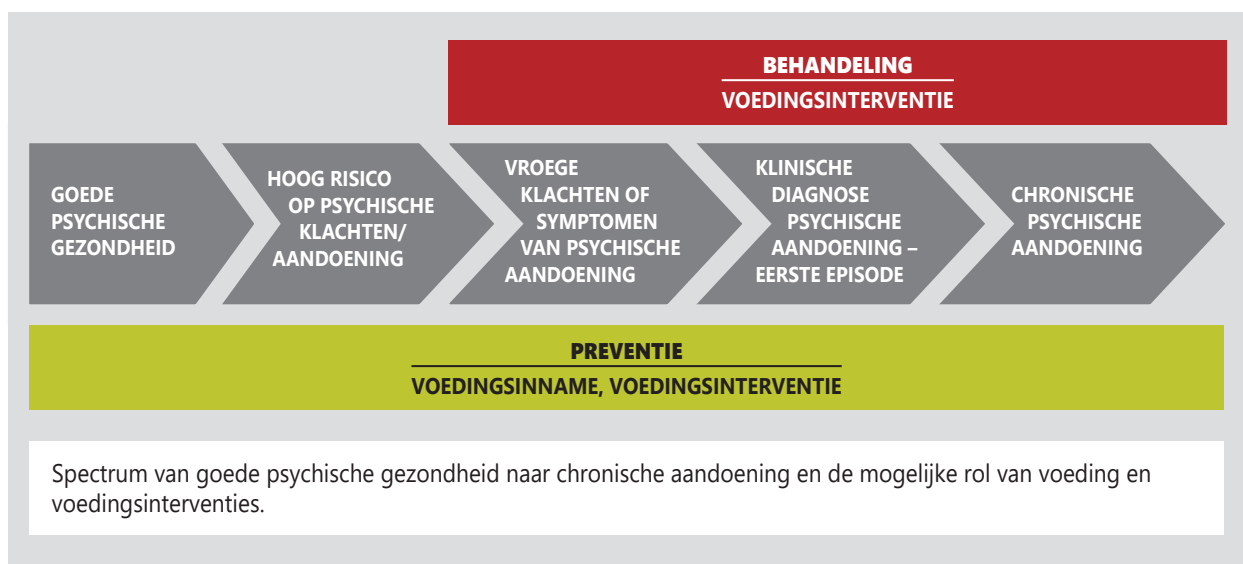 BEHANDELING
VOEDINGSINTERVENTIE
GOEDE
PSYCHISCHE
GEZONDHEID
HOOG RISICO
OP PSYCHISCHE
KLACHTEN/
AANDOENING
VROEGE
KLACHTEN OF
SYMPTOMEN
VAN PSYCHISCHE
AANDOENING
KLINISCHE
DIAGNOSE
PSYCHISCHE
AANDOENING –
EERSTE EPISODE
CHRONISCHE
PSYCHISCHE
AANDOENING
PREVENTIE
VOEDINGSINNAME, VOEDINGSINTERVENTIE
Spectrum van goede psychische gezondheid naar chronische aandoening en de mogelijke rol van voeding en
voedingsinterventies.